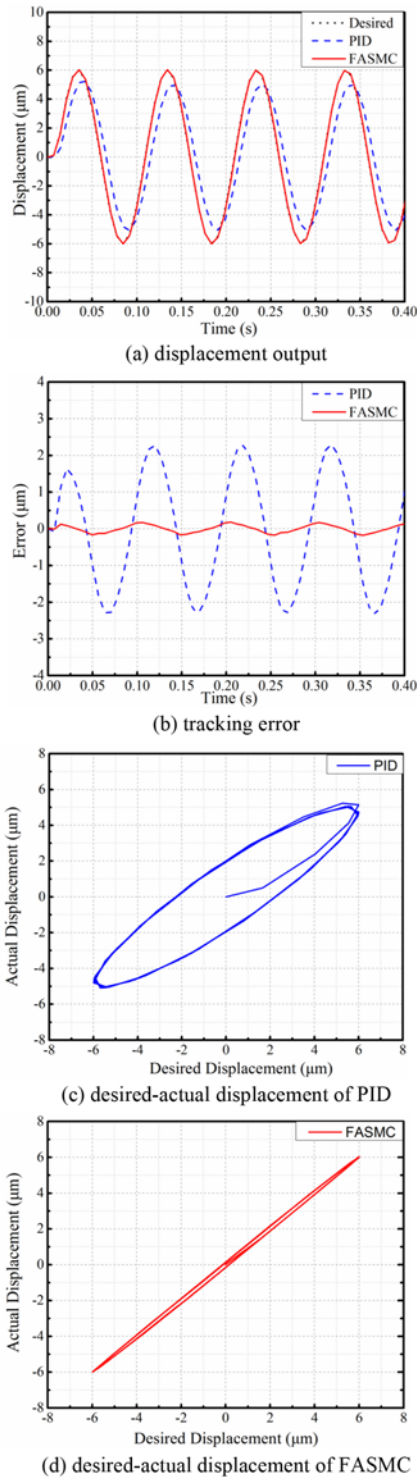 10
8
6
4
2
0
-2
-4
-6
-8
-10
Displacement (μm)
Desired
PID
FASMC
0.00 0.05 0.10 0.15 0.20 0.25 0.30 0.35 0.40
Time (s)
(a) displacement output
4
3
2
1
0
-1
-2
-3
-4
Error (μm)
PID
FASMC
0.00 0.05 0.10 0.15 0.20 0.25 0.30 0.35 0.40
Time (s)
(b) tracking error
8
6
4
2
0
-2
-4
-6
-8
Actual Displacement (μm)
PID
-8 -6 -4 -2 0 2 4 6 8
Desired Displacement (μm)
(c) desired-actual displacement of PID
8
6
4
2
0
-2
-4
-6
-8
Actual Displacement (μm)
FASMC
-8 -6 -4 -2 0 2 4 6 8
Desired Displacement (μm)
(d) desired-actual displacement of FASMC